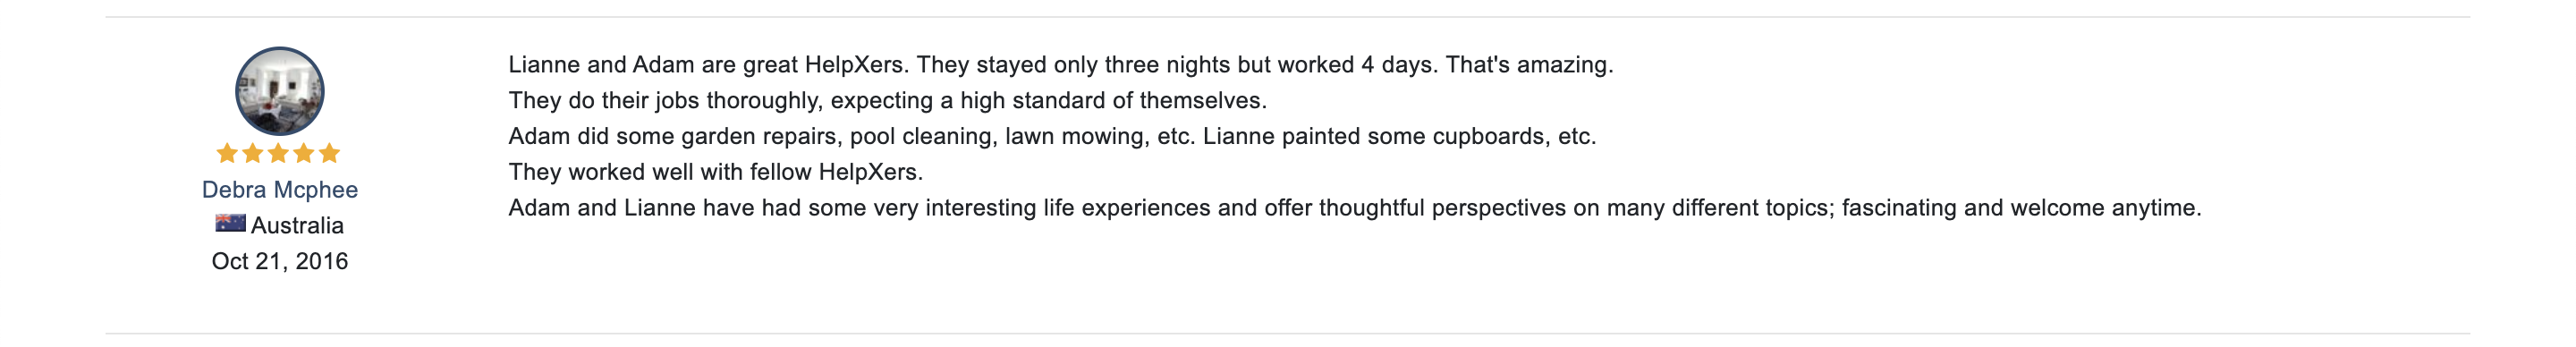 Debra Mcphee
Australia
Oct 21, 2016
Lianne and Adam are great HelpXers. They stayed only three nights but worked 4 days. That's amazing.
They do their jobs thoroughly, expecting a high standard of themselves.
Adam did some garden repairs, pool cleaning, lawn mowing, etc. Lianne painted some cupboards, etc.
They worked well with fellow HelpXers.
Adam and Lianne have had some very interesting life experiences and offer thoughtful perspectives on many different topics; fascinating and welcome anytime.